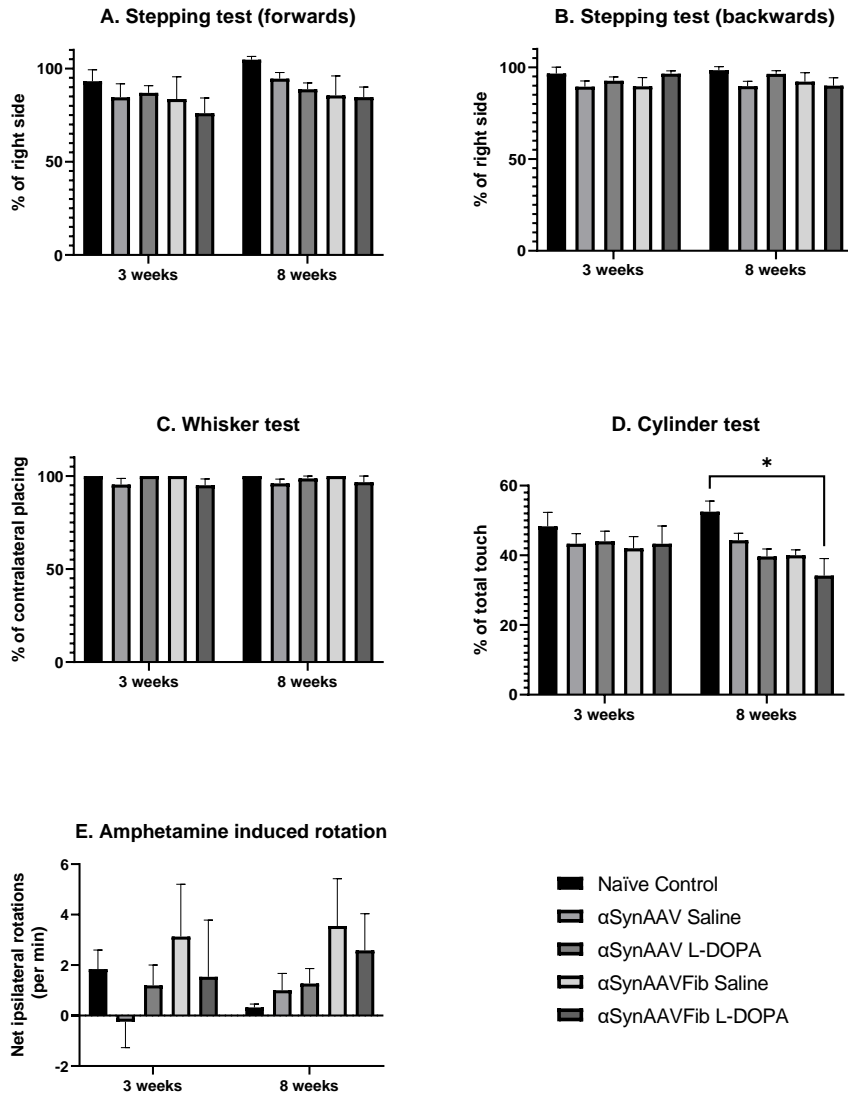 A. Stepping test (forwards)
% of right side
100
50
0
3 weeks
8 weeks
B. Stepping test (backwards)
% of right side
100
50
0
3 weeks
8 weeks
C. Whisker test
% of contralateral placing
100
50
0
3 weeks
8 weeks
D. Cylinder test
% of total touch
60
40
20
0
*
3 weeks
8 weeks
E. Amphetamine induced rotation
Net ipsilateral rotations
(per min)
6
4
2
0
-2
3 weeks
8 weeks
Naïve Control
αSynAAV Saline
αSynAAV L-DOPA
αSynAAVFib Saline
αSynAAVFib L-DOPA